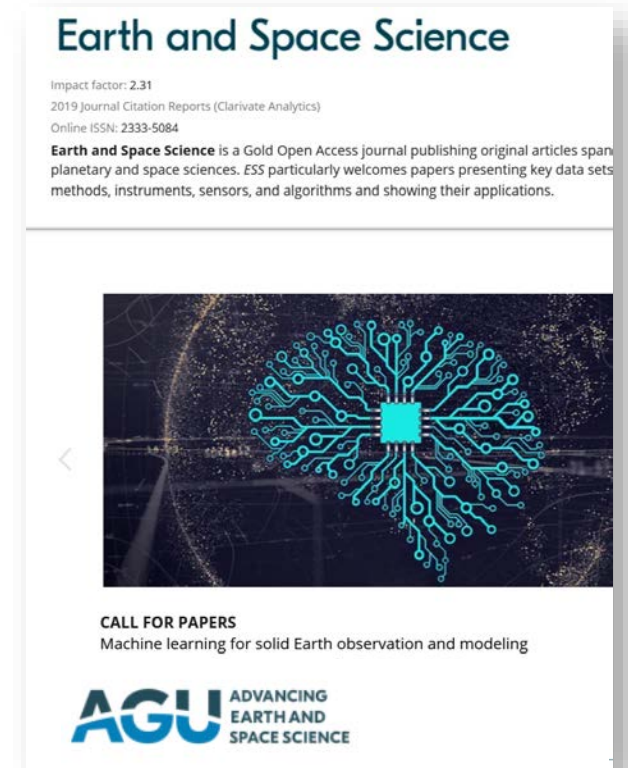 Earth and Space Science
Impact factor: 2.31
2019 Journal Citation Reports (Clarivate Analytics)
Online ISSN: 2333-5084
Earth and Space Science is a Gold Open Access journal publishing original articles span
planetary and space sciences. ESS particularly welcomes papers presenting key data sets
methods, instruments, sensors, and algorithms and showing their applications.
CALL FOR PAPERS
Machine learning for solid Earth observation and modeling
AGU ADVANCING
EARTH AND
SPACE SCIENCE